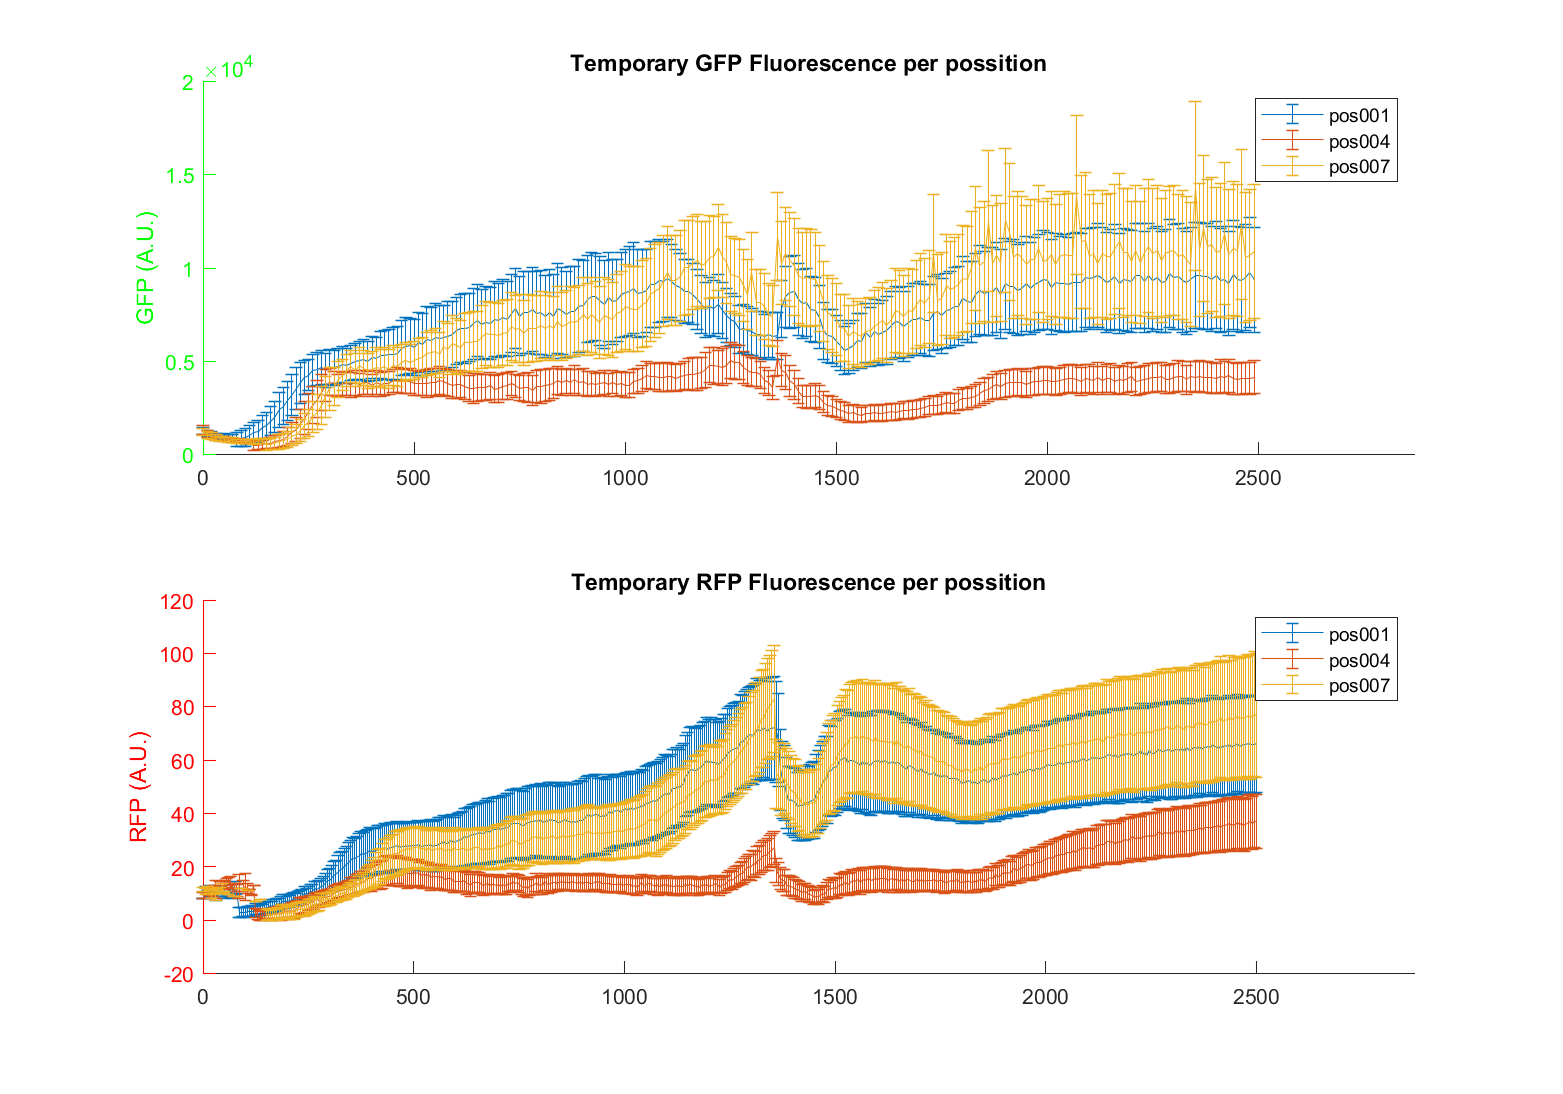 Temporary GFP Fluorescence per possition
×10^4
2
1.5
1
0.5
0
GFP (A.U.)
0 500 1000 1500 2000 2500
pos001
pos004
pos007
Temporary RFP Fluorescence per possition
120
100
80
60
40
20
0
-20
RFP (A.U.)
0 500 1000 1500 2000 2500
pos001
pos004
pos007